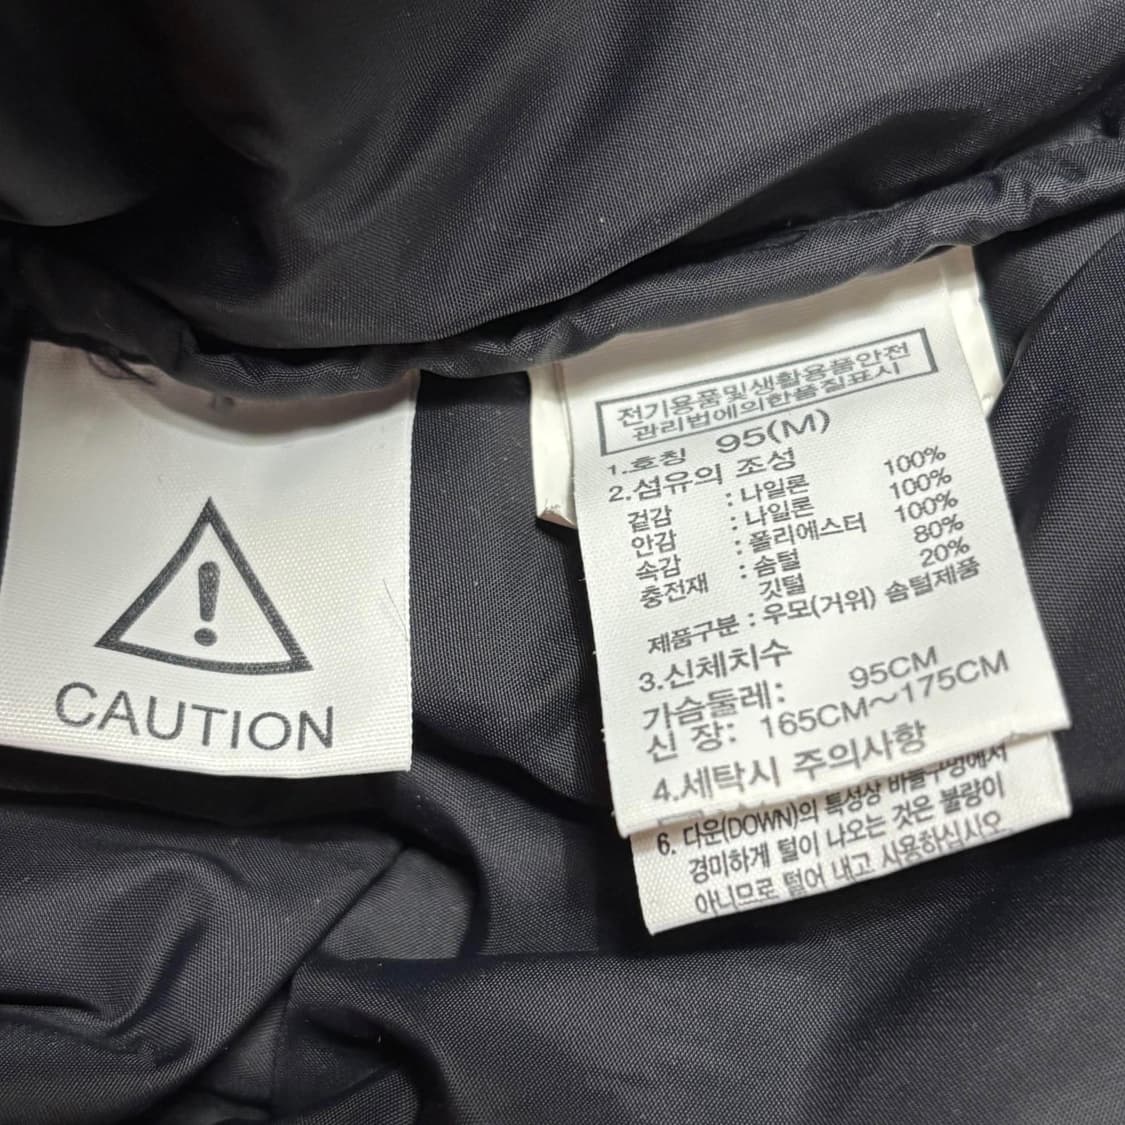 CAUTION
전기용품및생활용품안전
관리법에의한품질표시
1.호칭 95(M)
2.섬유의 조성
겉감 : 나일론 100%
안감 : 나일론 100%
속감 : 폴리에스터 100%
충전재 : 솜털 80%
깃털 20%
제품구분 : 우모(거위) 솜털제품
3.신체치수
가슴둘레: 95CM
신 장: 165CM~175CM
4.세탁시 주의사항
6. 다운(DOWN)의 특성상 바늘구멍에서
경미하게 털이 나오는 것은 불량이
아니므로 털어 내고 사용하십시오